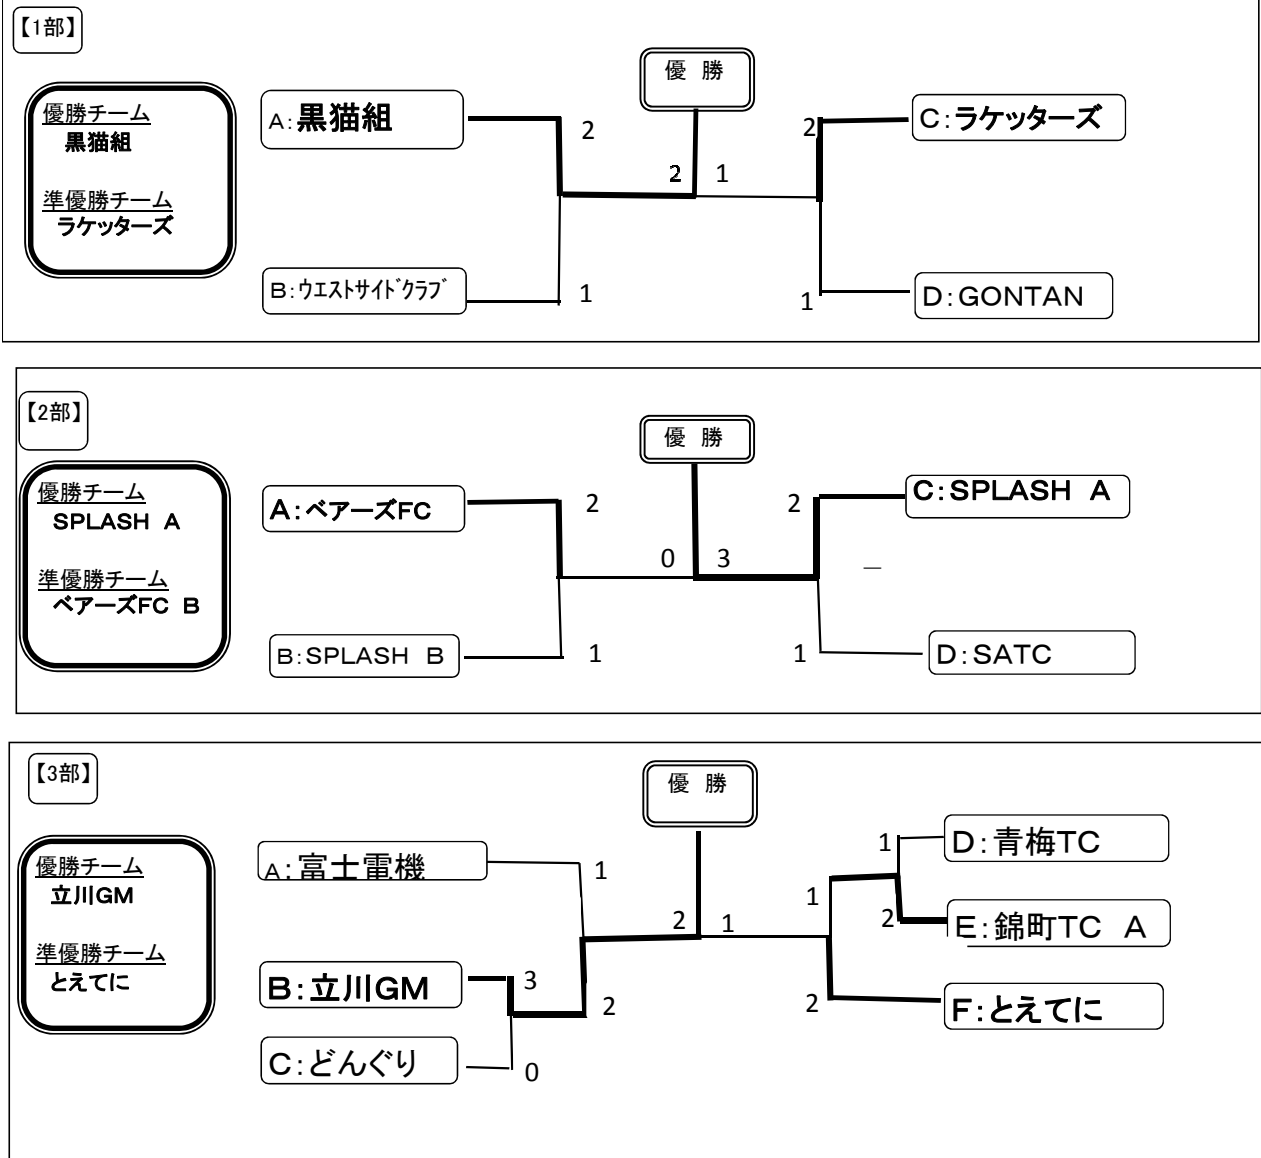 【1部】
優 勝
優勝チーム
黒猫組
準優勝チーム
ラケッターズ
A:黒猫組
2
2
C:ラケッターズ
2 1
B:ウエストサイドクラブ
1
1
D:GONTAN
【2部】
優 勝
優勝チーム
SPLASH A
準優勝チーム
ベアーズFC B
A:ベアーズFC
2
2
C:SPLASH A
0 3
B:SPLASH B
1
1
D:SATC
【3部】
優 勝
優勝チーム
立川GM
準優勝チーム
とえてに
A:富士電機
1
1
D:青梅TC
1
2 1
2
E:錦町TC A
B:立川GM
3
2
2
F:とえてに
C:どんぐり
0